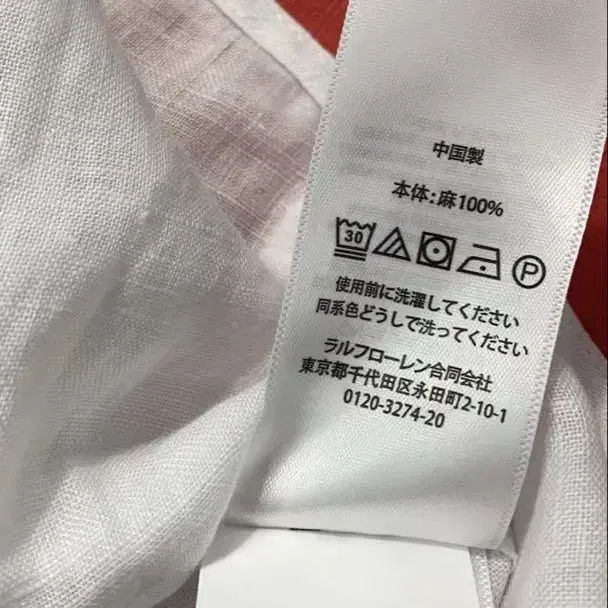 中国製
本体:麻100%
30 P
使用前に洗濯してください
同系色どうしで洗ってください
ラルフローレン合同会社
東京都千代田区永田町2-10-1
0120-3274-20